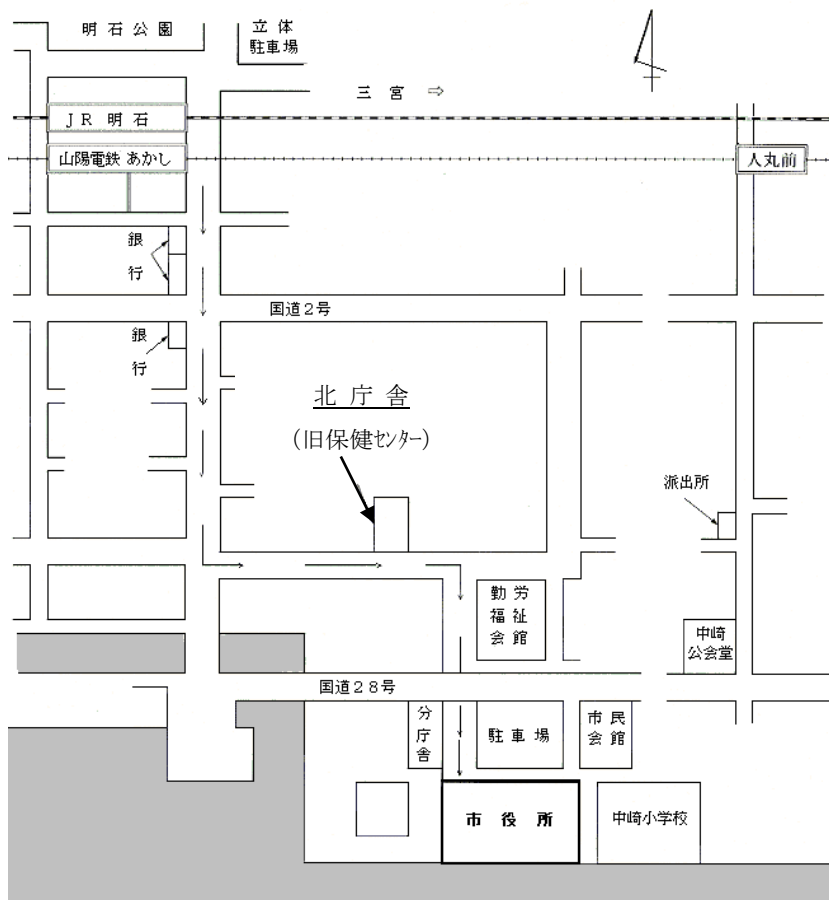 明石公園
立体
駐車場
三宮 ⇒
JR 明石
山陽電鉄 あかし
人丸前
銀
行
国道2号
銀
行
北庁舎
(旧保健センター)
派出所
勤労
福祉
会館
中崎
公会堂
国道28号
分
庁
舎
駐車場
市民
会館
市役所
中崎小学校